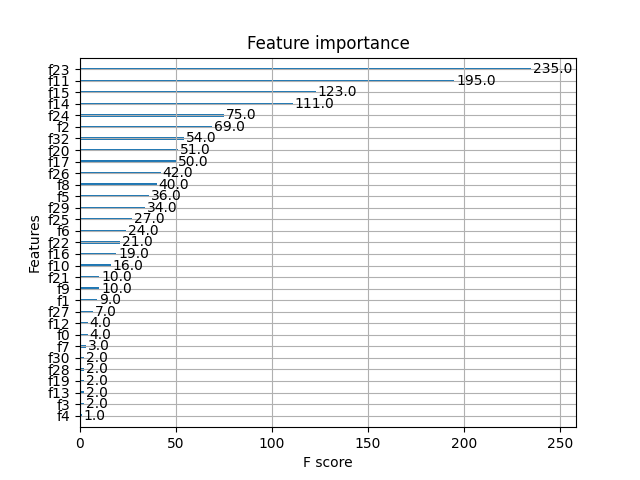 Feature importance
f23 235.0
f11 195.0
f15 123.0
f14 111.0
f24 75.0
f2 69.0
f32 54.0
f20 51.0
f17 50.0
f26 42.0
f8 40.0
f5 36.0
f29 34.0
f25 27.0
f6 24.0
f22 21.0
f16 19.0
f10 16.0
f21 10.0
f9 10.0
f1 9.0
f27 7.0
f12 4.0
f0 4.0
f7 3.0
f30 2.0
f28 2.0
f19 2.0
f13 2.0
f3 2.0
f4 1.0
Features
0 50 100 150 200 250
F score